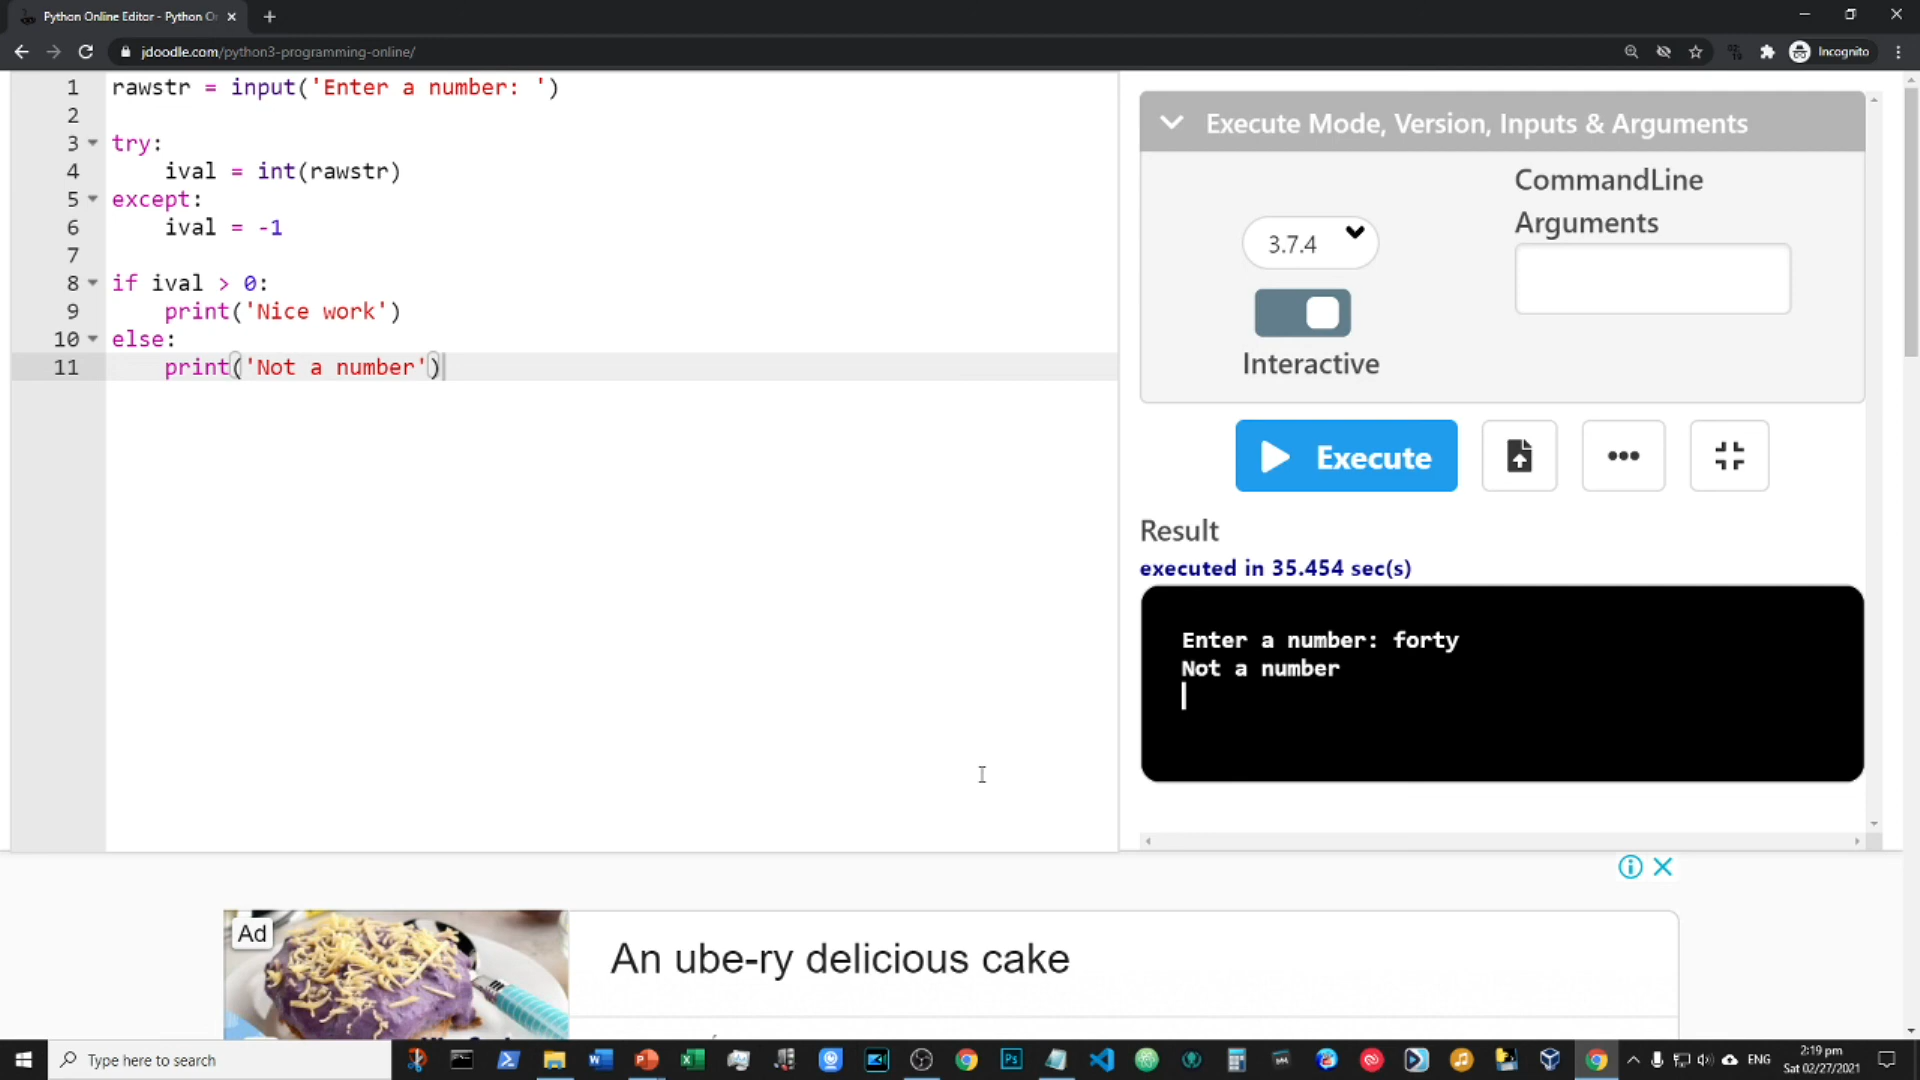 Python Online Editor - Python O
jdoodle.com/python3-programming-online/
Incognito
1 rawstr = input('Enter a number: ')
2
3 try:
4     ival = int(rawstr)
5 except:
6     ival = -1
7
8 if ival > 0:
9     print('Nice work')
10 else:
11     print('Not a number')
Execute Mode, Version, Inputs & Arguments
CommandLine
Arguments
3.7.4
Interactive
Execute
Result
executed in 35.454 sec(s)
Enter a number: forty
Not a number
Ad
An ube-ry delicious cake
Type here to search
ENG
2:19 pm
Sat 02/27/2021